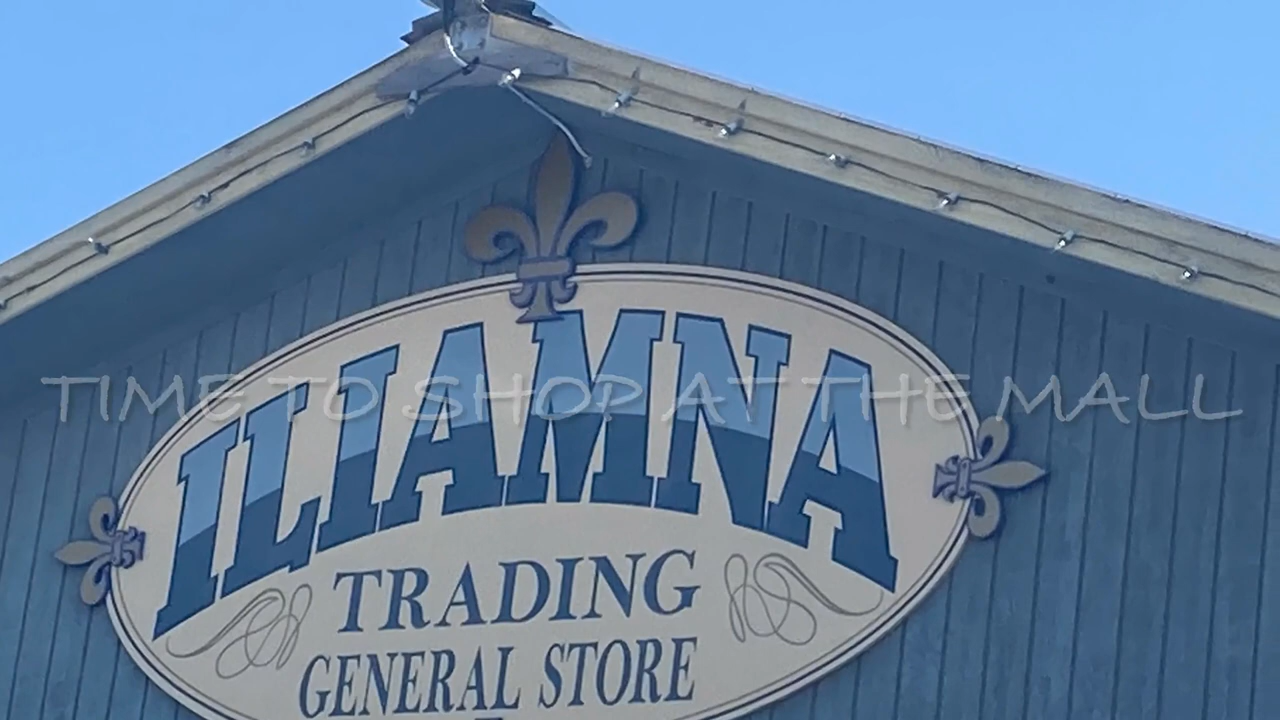 TIME TO SHOP AT THE MALL
ILIAMNA
TRADING
GENERAL STORE